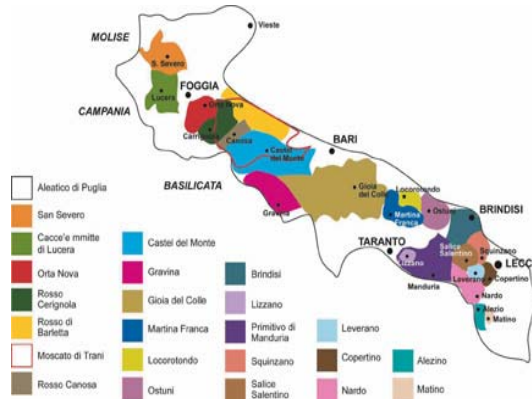 MOLISE
Vieste
S. Severo
Lucera
FOGGIA
CAMPANIA
Orta Nova
Canosa
Castel
del Monte
BARI
BASILICATA
Gravina
Gioia
del Colle
Locorotondo
Martina
Franca
Ostuni
BRINDISI
TARANTO
Lizzano
Manduria
Salice
Salentino
Squinzano
LECC
Leverano
Copertino
Nardo
Alezio
Matino
Aleatico di Puglia
San Severo
Cacce'e mmitte
di Lucera
Orta Nova
Rosso
Cerignola
Rosso di
Barletta
Moscato di Trani
Rosso Canosa
Castel del Monte
Gravina
Gioia del Colle
Martina Franca
Locorotondo
Ostuni
Brindisi
Lizzano
Primitivo di
Manduria
Squinzano
Salice
Salentino
Leverano
Copertino
Nardo
Alezino
Matino